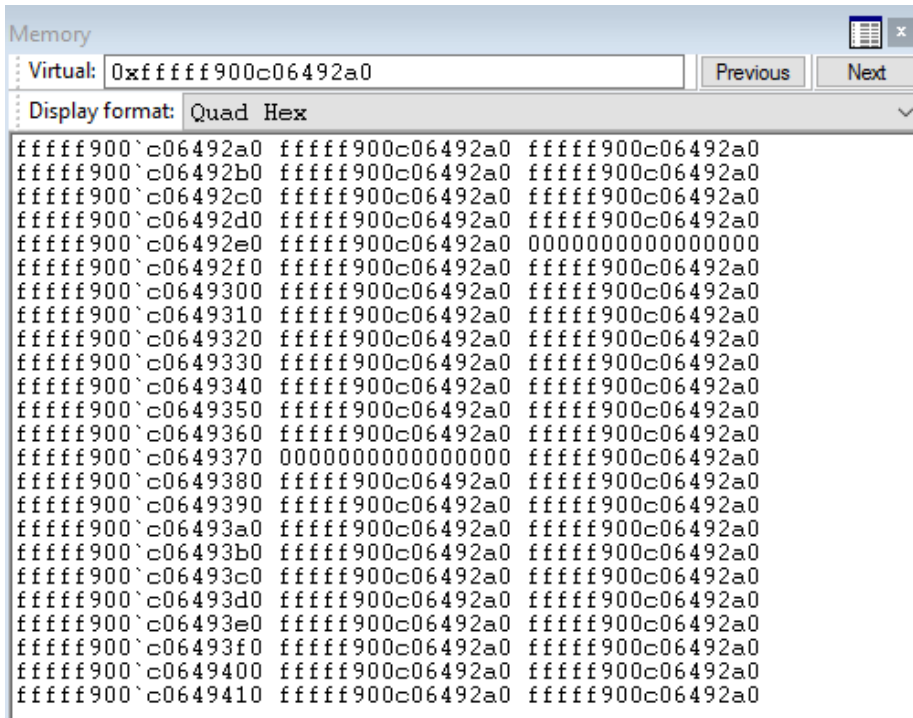 Memory
x
Virtual: 0xfffff900c06492a0 Previous Next
Display format: Quad Hex
fffff900`c06492a0 fffff900c06492a0 fffff900c06492a0
fffff900`c06492b0 fffff900c06492a0 fffff900c06492a0
fffff900`c06492c0 fffff900c06492a0 fffff900c06492a0
fffff900`c06492d0 fffff900c06492a0 fffff900c06492a0
fffff900`c06492e0 fffff900c06492a0 0000000000000000
fffff900`c06492f0 fffff900c06492a0 fffff900c06492a0
fffff900`c0649300 fffff900c06492a0 fffff900c06492a0
fffff900`c0649310 fffff900c06492a0 fffff900c06492a0
fffff900`c0649320 fffff900c06492a0 fffff900c06492a0
fffff900`c0649330 fffff900c06492a0 fffff900c06492a0
fffff900`c0649340 fffff900c06492a0 fffff900c06492a0
fffff900`c0649350 fffff900c06492a0 fffff900c06492a0
fffff900`c0649360 fffff900c06492a0 fffff900c06492a0
fffff900`c0649370 0000000000000000 fffff900c06492a0
fffff900`c0649380 fffff900c06492a0 fffff900c06492a0
fffff900`c0649390 fffff900c06492a0 fffff900c06492a0
fffff900`c06493a0 fffff900c06492a0 fffff900c06492a0
fffff900`c06493b0 fffff900c06492a0 fffff900c06492a0
fffff900`c06493c0 fffff900c06492a0 fffff900c06492a0
fffff900`c06493d0 fffff900c06492a0 fffff900c06492a0
fffff900`c06493e0 fffff900c06492a0 fffff900c06492a0
fffff900`c06493f0 fffff900c06492a0 fffff900c06492a0
fffff900`c0649400 fffff900c06492a0 fffff900c06492a0
fffff900`c0649410 fffff900c06492a0 fffff900c06492a0